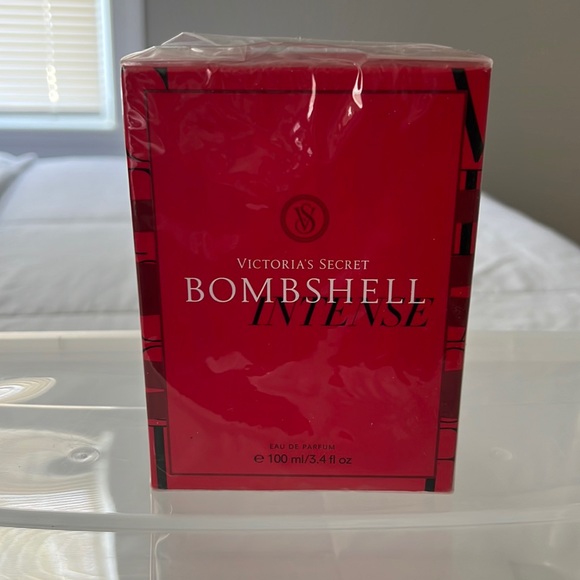 VS
VICTORIA'S SECRET
BOMBSHELL
INTENSE
EAU DE PARFUM
℮ 100 ml/3.4 fl oz